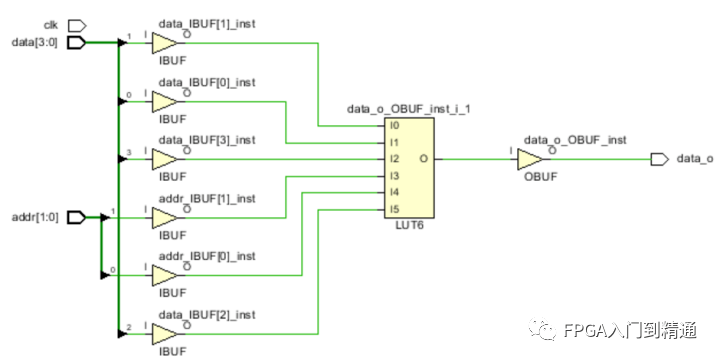 clk
data[3:0]
data_IBUF[1]_inst
1
I
O
IBUF
data_IBUF[0]_inst
0
I
O
IBUF
data_IBUF[3]_inst
3
I
O
IBUF
addr[1:0]
addr_IBUF[1]_inst
1
I
O
IBUF
addr_IBUF[0]_inst
0
I
O
IBUF
data_IBUF[2]_inst
2
I
O
IBUF
data_o_OBUF_inst_i_1
I0
I1
I2
I3
I4
I5
O
LUT6
data_o_OBUF_inst
I
O
OBUF
data_o
FPGA入门到精通